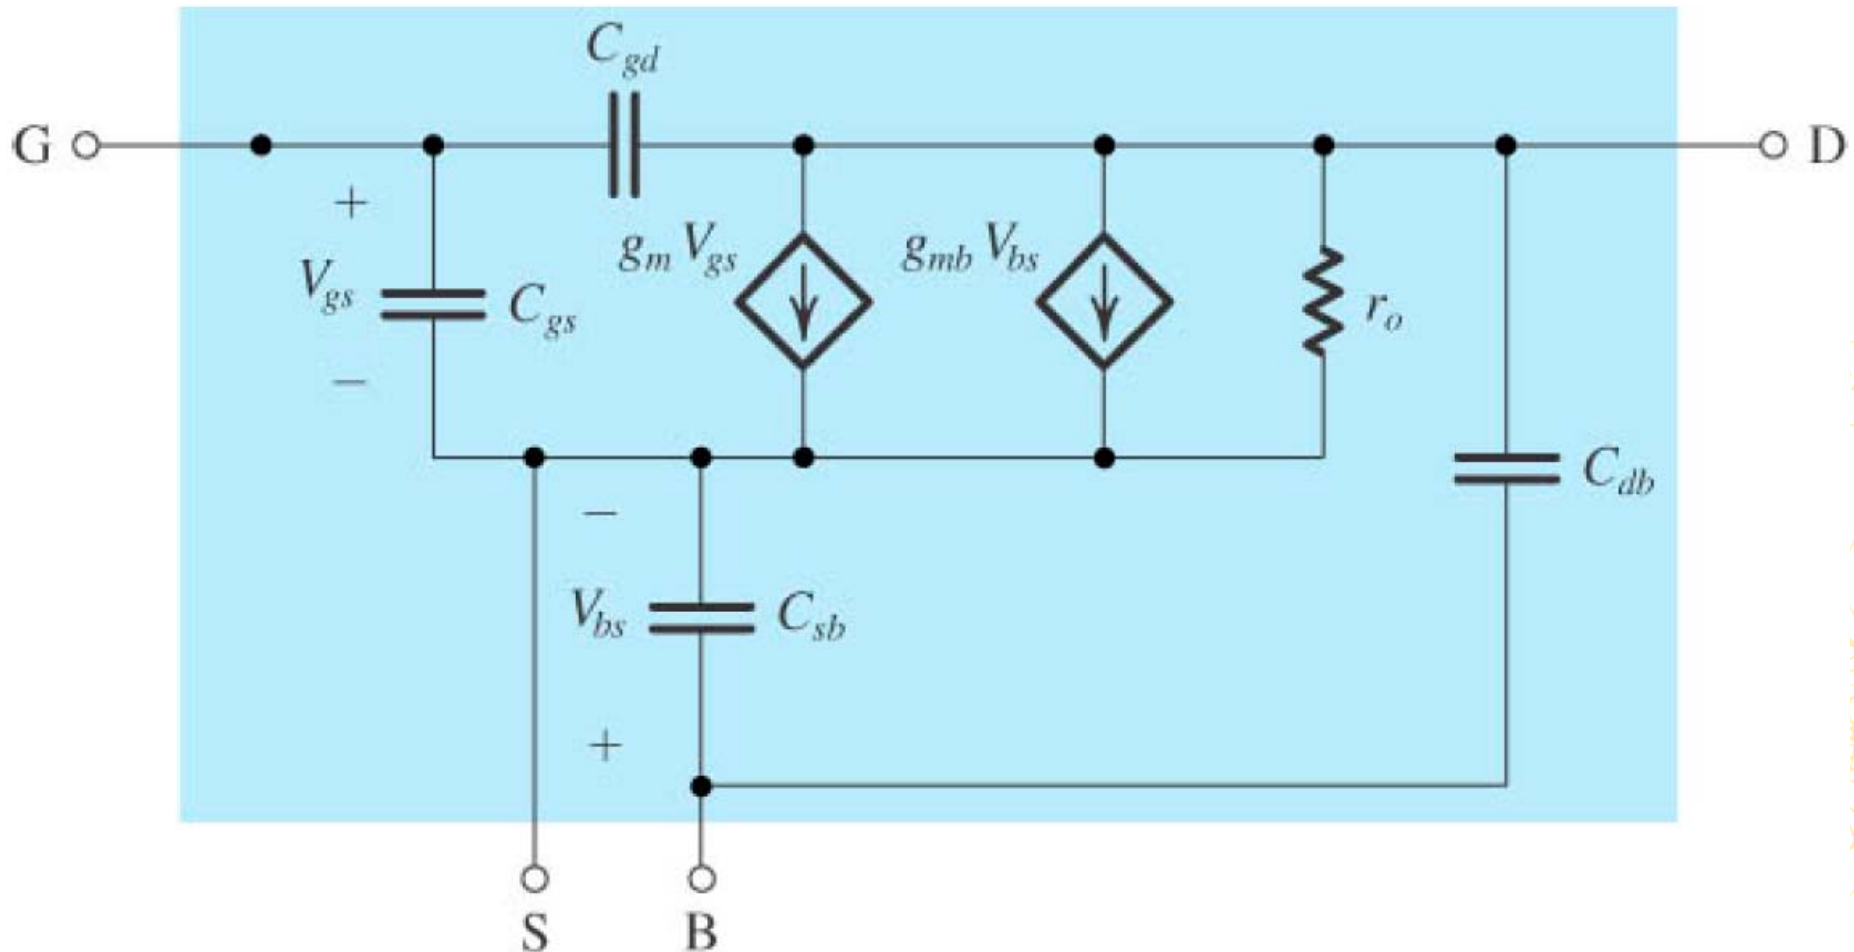 C_gd
G
D
+
g_m V_gs
g_mb V_bs
V_gs
C_gs
r_o
−
C_db
−
V_bs
C_sb
+
S
B